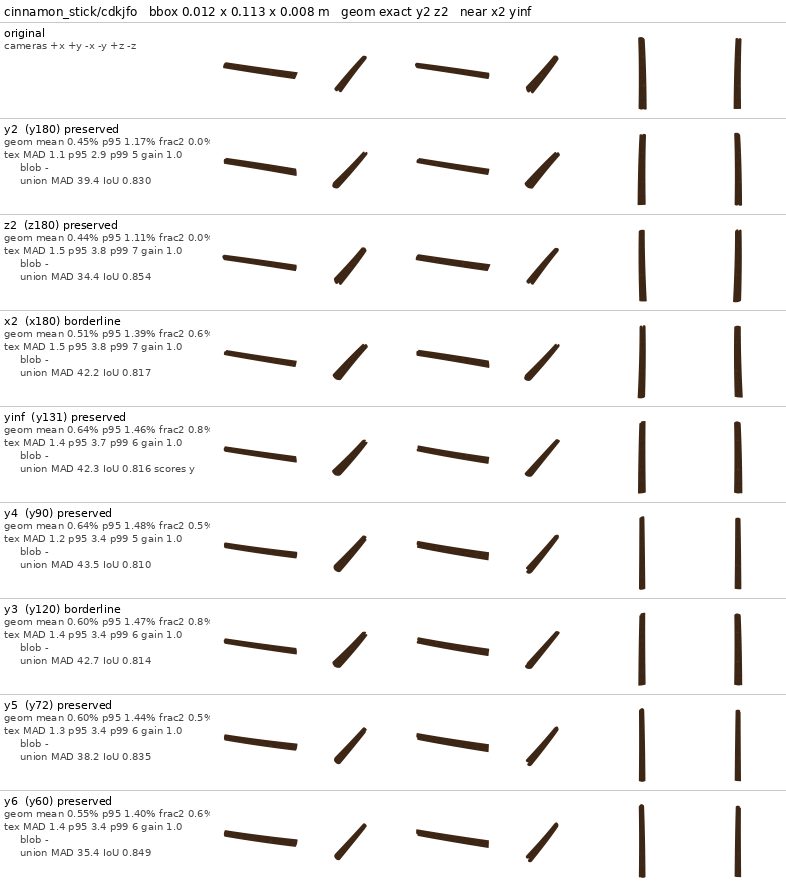 cinnamon_stick/cdkjfo   bbox 0.012 x 0.113 x 0.008 m   geom exact y2 z2   near x2 yinf
original
cameras +x +y -x -y +z -z
y2  (y180) preserved
geom mean 0.45% p95 1.17% frac2 0.0%
tex MAD 1.1 p95 2.9 p99 5 gain 1.0
blob -
union MAD 39.4 IoU 0.830
z2  (z180) preserved
geom mean 0.44% p95 1.11% frac2 0.0%
tex MAD 1.5 p95 3.8 p99 7 gain 1.0
blob -
union MAD 34.4 IoU 0.854
x2  (x180) borderline
geom mean 0.51% p95 1.39% frac2 0.6%
tex MAD 1.5 p95 3.8 p99 7 gain 1.0
blob -
union MAD 42.2 IoU 0.817
yinf  (y131) preserved
geom mean 0.64% p95 1.46% frac2 0.8%
tex MAD 1.4 p95 3.7 p99 6 gain 1.0
blob -
union MAD 42.3 IoU 0.816 scores y
y4  (y90) preserved
geom mean 0.64% p95 1.48% frac2 0.5%
tex MAD 1.2 p95 3.4 p99 5 gain 1.0
blob -
union MAD 43.5 IoU 0.810
y3  (y120) borderline
geom mean 0.60% p95 1.47% frac2 0.8%
tex MAD 1.4 p95 3.4 p99 6 gain 1.0
blob -
union MAD 42.7 IoU 0.814
y5  (y72) preserved
geom mean 0.60% p95 1.44% frac2 0.5%
tex MAD 1.3 p95 3.4 p99 6 gain 1.0
blob -
union MAD 38.2 IoU 0.835
y6  (y60) preserved
geom mean 0.55% p95 1.40% frac2 0.6%
tex MAD 1.4 p95 3.4 p99 6 gain 1.0
blob -
union MAD 35.4 IoU 0.849